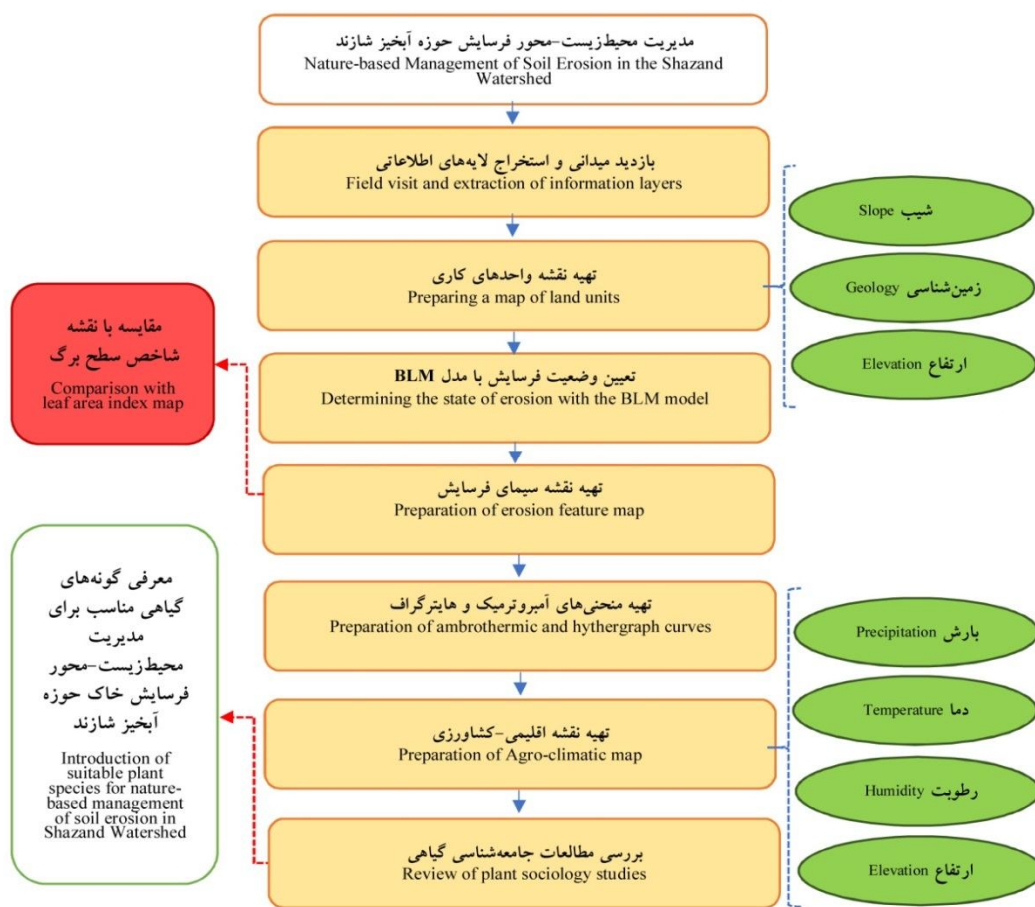 مدیریت محیط‌زیست-محور فرسایش حوزه آبخیز شازند
Nature-based Management of Soil Erosion in the Shazand
Watershed
بازدید میدانی و استخراج لایه‌های اطلاعاتی
Field visit and extraction of information layers
تهیه نقشه واحدهای کاری
Preparing a map of land units
تعیین وضعیت فرسایش با مدل BLM
Determining the state of erosion with the BLM model
تهیه نقشه سیمای فرسایش
Preparation of erosion feature map
تهیه منحنی‌های آمبروترمیک و هایترگراف
Preparation of ambrothermic and hythergraph curves
تهیه نقشه اقلیمی-کشاورزی
Preparation of Agro-climatic map
بررسی مطالعات جامعه‌شناسی گیاهی
Review of plant sociology studies
شیب Slope
زمین‌شناسی Geology
ارتفاع Elevation
بارش Precipitation
دما Temperature
رطوبت Humidity
ارتفاع Elevation
مقایسه با نقشه
شاخص سطح برگ
Comparison with
leaf area index map
معرفی گونه‌های
گیاهی مناسب برای
مدیریت
محیط‌زیست-محور
فرسایش خاک حوزه
آبخیز شازند
Introduction of
suitable plant
species for nature-
based management
of soil erosion in
Shazand Watershed